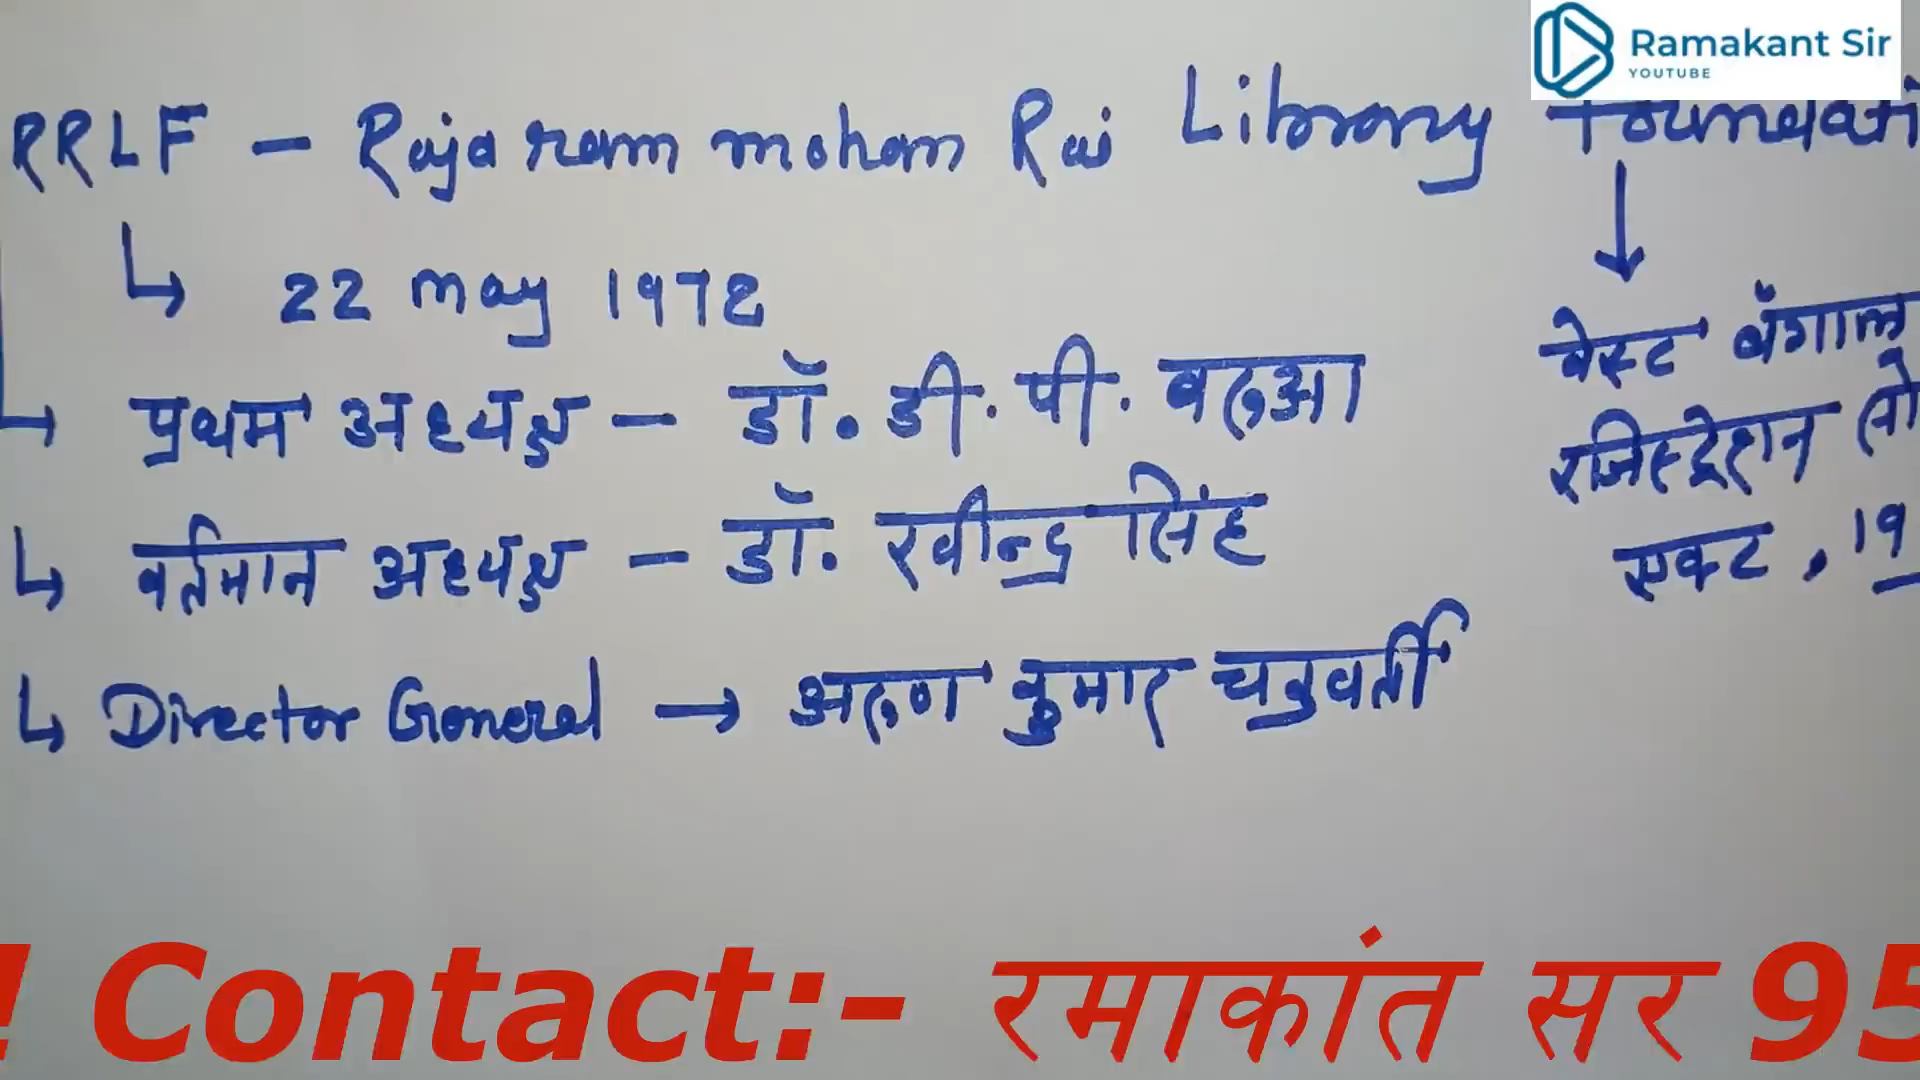 Ramakant Sir
YOUTUBE
RRLF - Raja ram mohan Rai Library Foundati
22 may 1972
प्रथम अध्यक्ष - डॉ. डी. पी. बरुआ
वर्तमान अध्यक्ष - डॉ. रवीन्द्र सिंह
Director General → अरुण कुमार चक्रवर्ती
वेस्ट बंगाल
रजिस्ट्रेशन
एक्ट, 19
! Contact:- रमाकांत सर 95